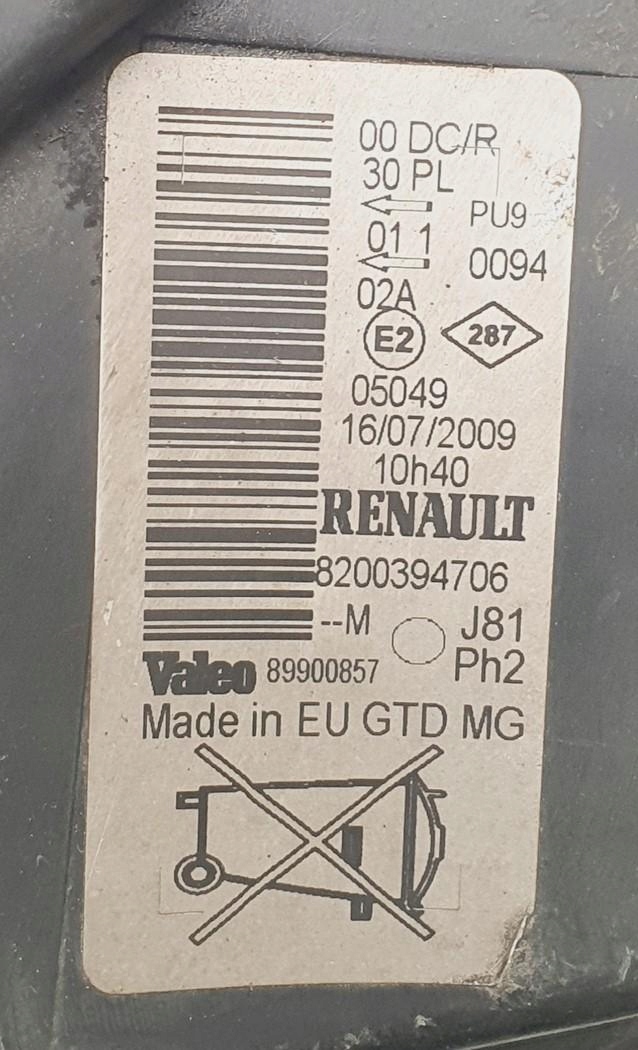 00 DC/R
30 PL
PU9
01 1
0094
02A
E2
287
05049
16/07/2009
10h40
RENAULT
8200394706
--M
J81
Ph2
Valeo 89900857
Made in EU GTD MG